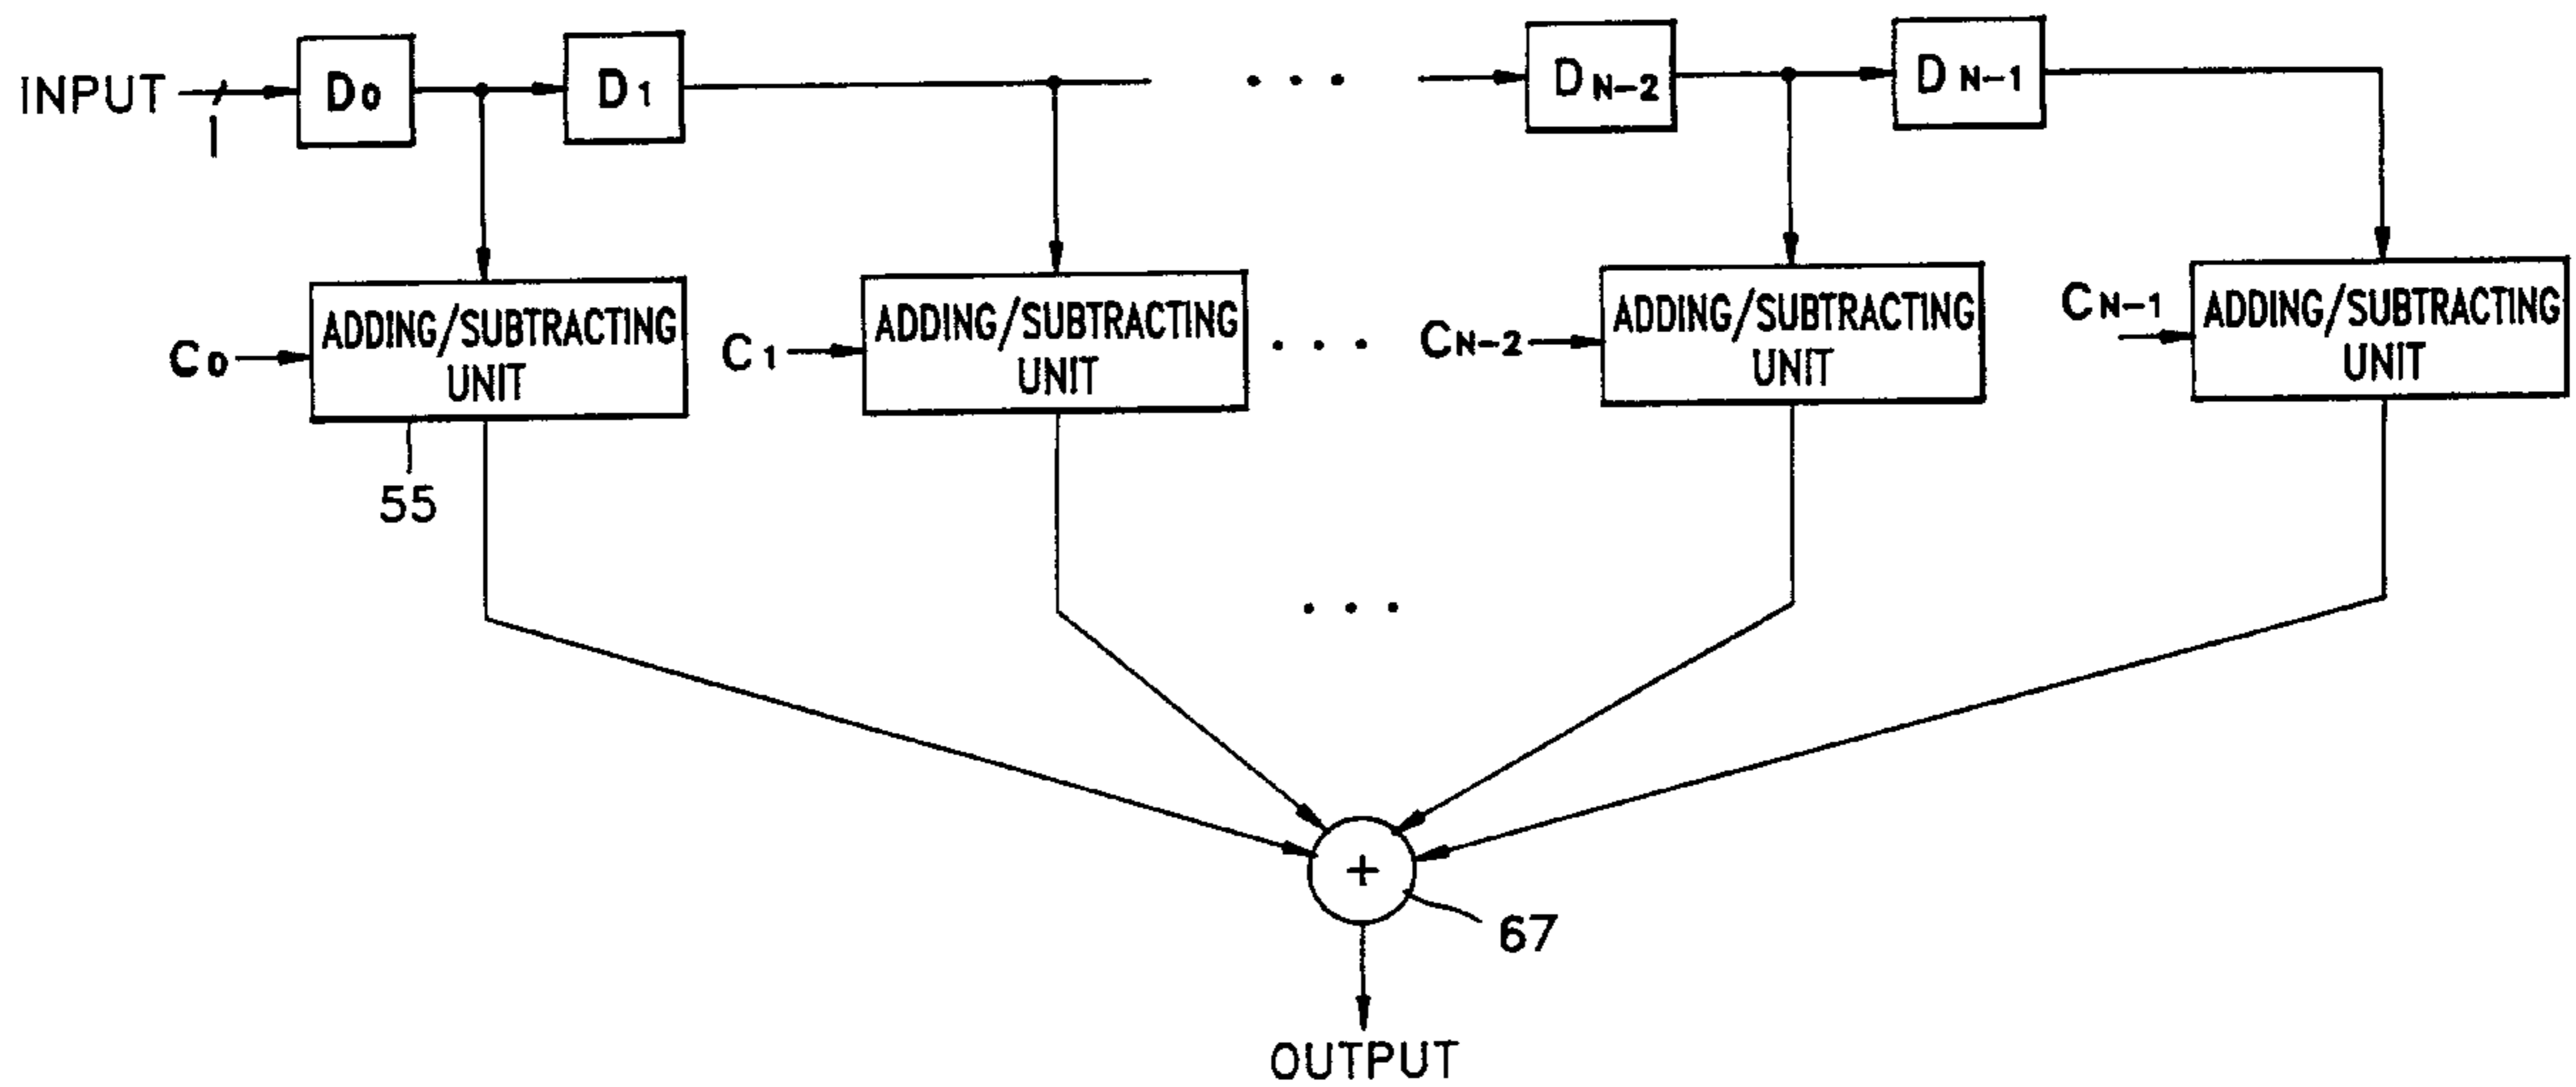 INPUT
1
D0
D1
. . .
DN-2
DN-1
C0
ADDING/SUBTRACTING
UNIT
C1
ADDING/SUBTRACTING
UNIT
. . .
CN-2
ADDING/SUBTRACTING
UNIT
CN-1
ADDING/SUBTRACTING
UNIT
55
. . .
+
67
OUTPUT